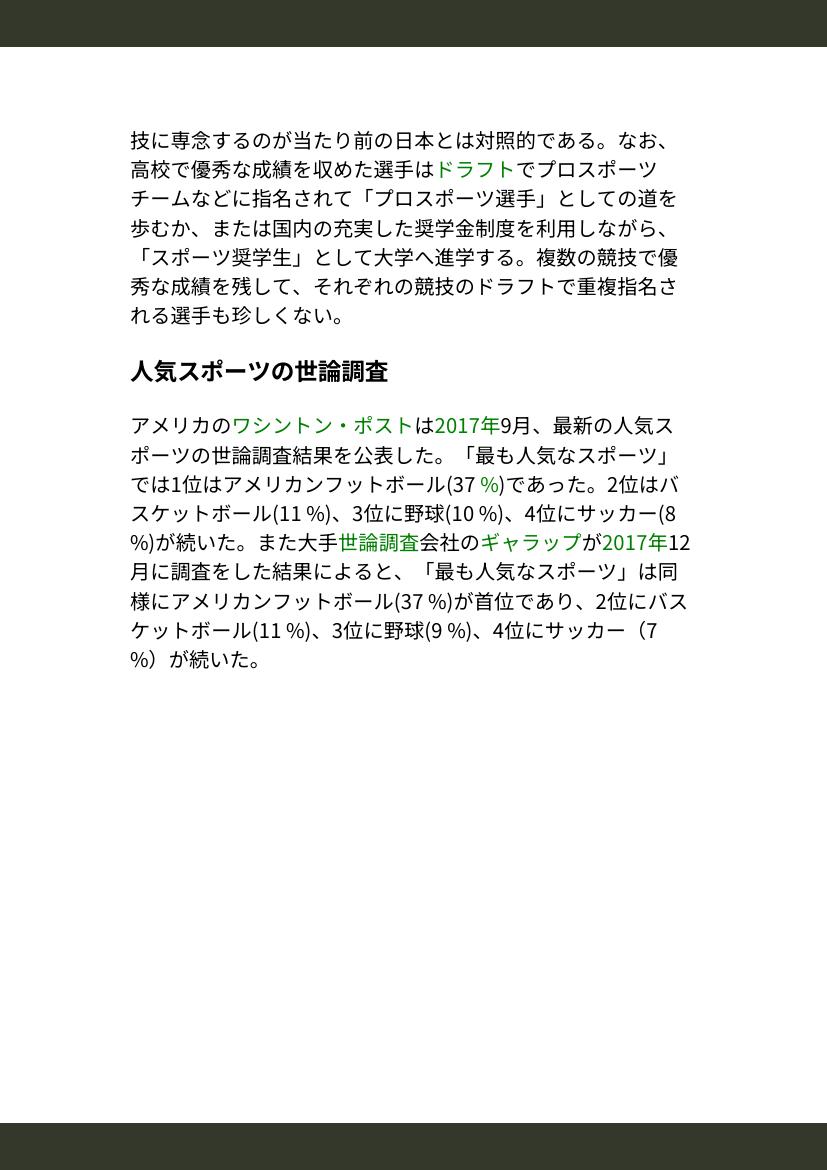 技に専念するのが当たり前の日本とは対照的である。なお、
高校で優秀な成績を収めた選手はドラフトでプロスポーツ
チームなどに指名されて「プロスポーツ選手」としての道を
歩むか、または国内の充実した奨学金制度を利用しながら、
「スポーツ奨学生」として大学へ進学する。複数の競技で優
秀な成績を残して、それぞれの競技のドラフトで重複指名さ
れる選手も珍しくない。
人気スポーツの世論調査
アメリカのワシントン・ポストは2017年9月、最新の人気ス
ポーツの世論調査結果を公表した。「最も人気なスポーツ」
では1位はアメリカンフットボール(37 %)であった。2位はバ
スケットボール(11 %)、3位に野球(10 %)、4位にサッカー(8
%)が続いた。また大手世論調査会社のギャラップが2017年12
月に調査をした結果によると、「最も人気なスポーツ」は同
様にアメリカンフットボール(37 %)が首位であり、2位にバス
ケットボール(11 %)、3位に野球(9 %)、4位にサッカー（7
%）が続いた。